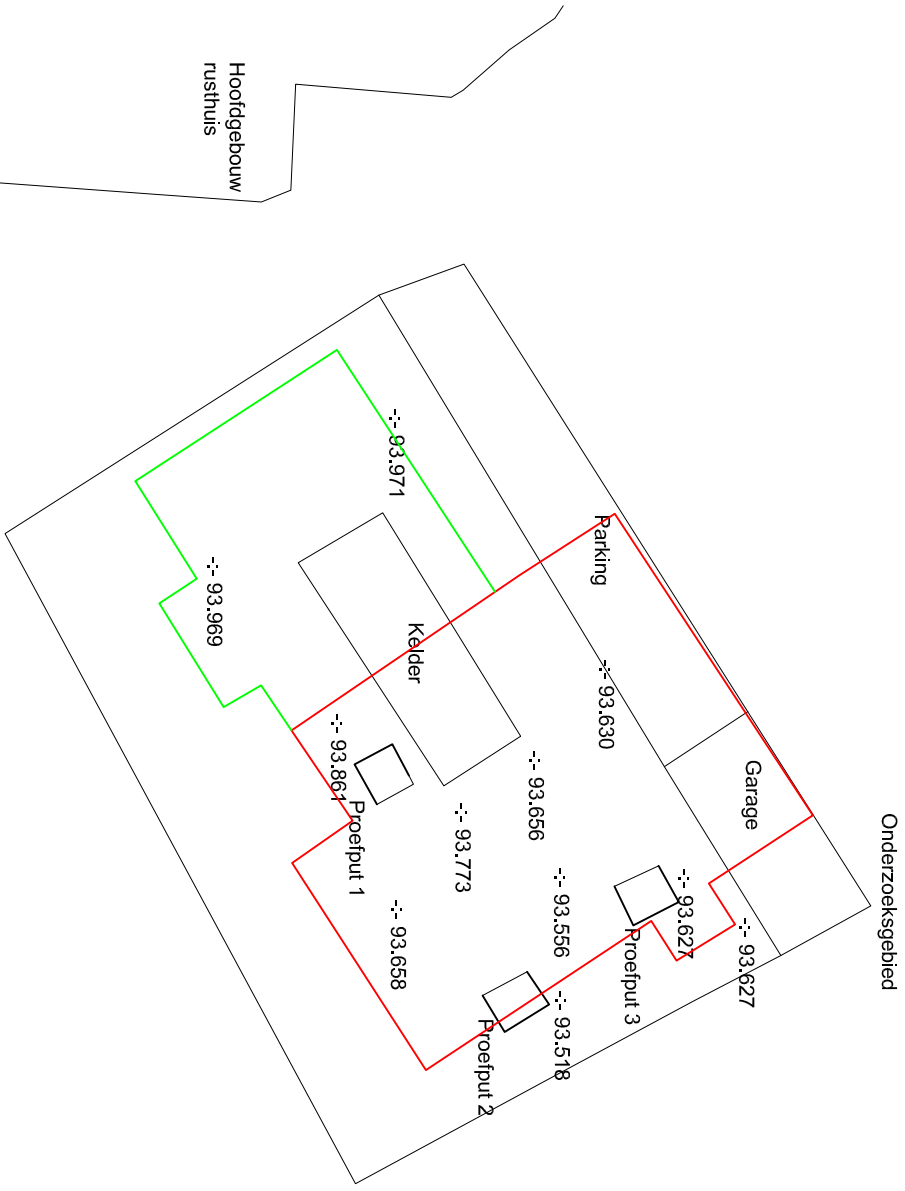 Hoofdgebouw
rusthuis
Onderzoeksgebied
Parking
Garage
Kelder
93.971
93.969
93.630
93.861
93.656
93.773
93.556
93.627
93.627
93.658
93.518
Proefput 1
Proefput 2
Proefput 3